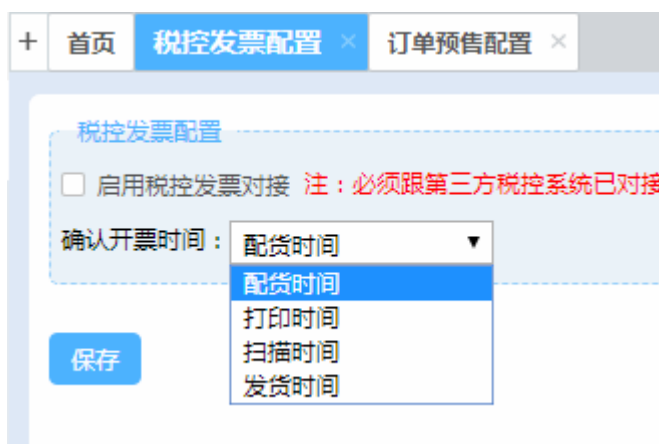 + 首页 税控发票配置 × 订单预售配置 ×
税控发票配置
启用税控发票对接 注：必须跟第三方税控系统已对接
确认开票时间： 配货时间
配货时间
打印时间
扫描时间
发货时间
保存